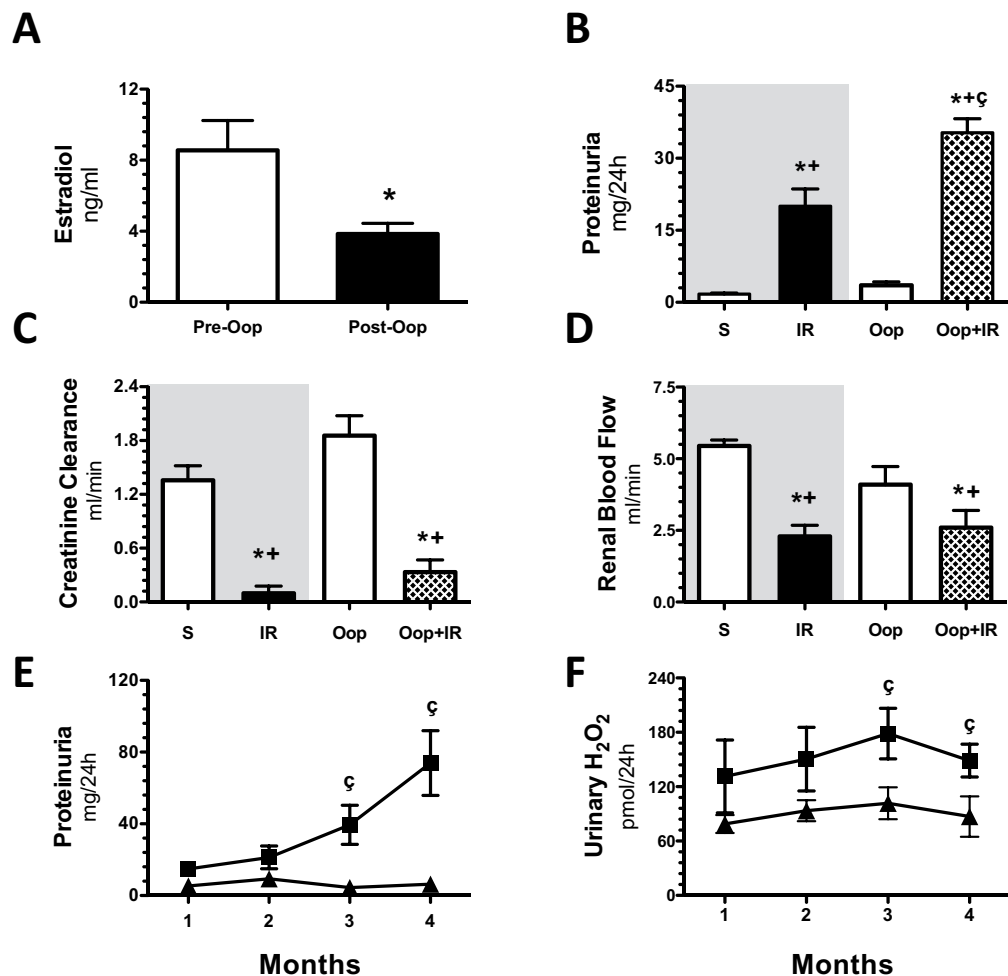 A
Estradiol
ng/ml
12
8
4
0
*
Pre-Oop Post-Oop
B
Proteinuria
mg/24h
45
30
15
0
*+
*+ç
S IR Oop Oop+IR
C
Creatinine Clearance
ml/min
2.4
1.8
1.2
0.6
0.0
*+
*+
S IR Oop Oop+IR
D
Renal Blood Flow
ml/min
7.5
5.0
2.5
0.0
*+
*+
S IR Oop Oop+IR
E
Proteinuria
mg/24h
120
80
40
0
ç
ç
1 2 3 4
Months
F
Urinary H₂O₂
pmol/24h
240
180
120
60
0
ç
ç
1 2 3 4
Months